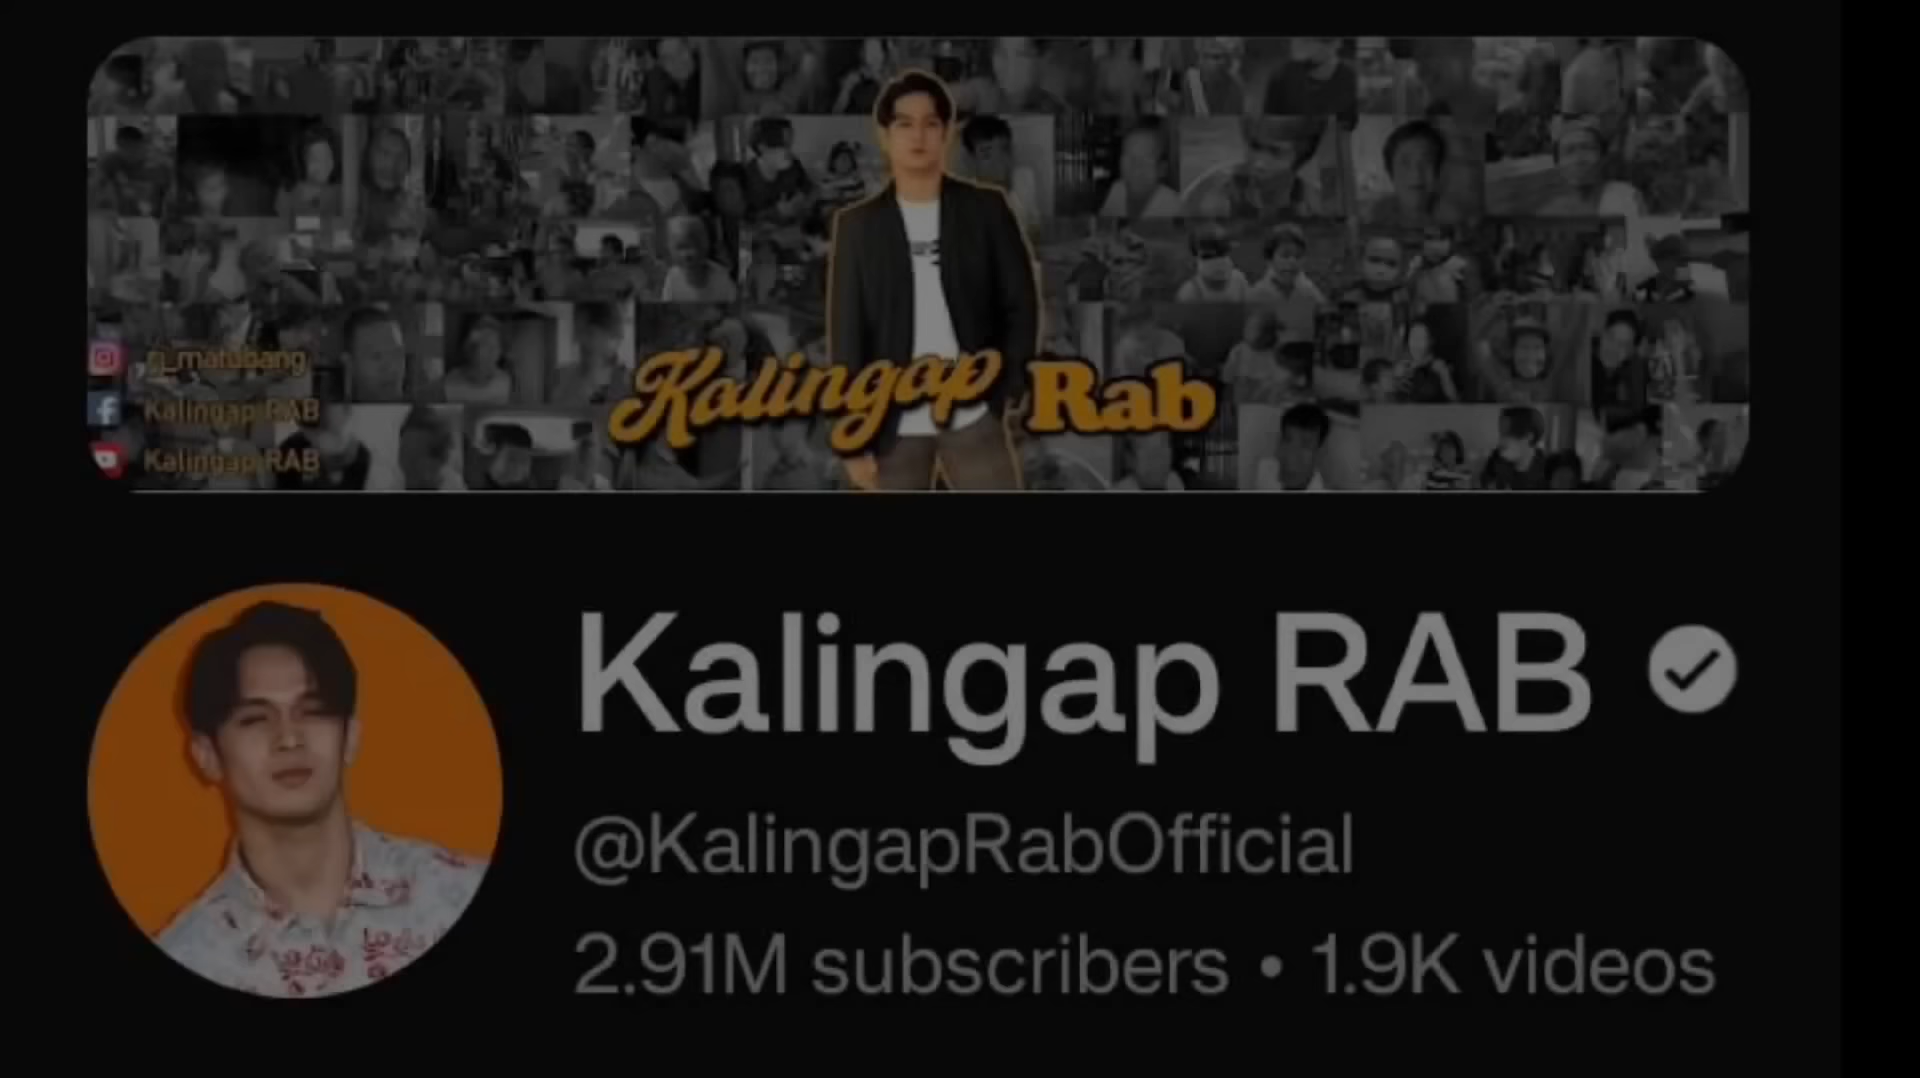 Kalingap RAB
Kalingap RAB
Kalingap Rab
Kalingap RAB
@KalingapRabOfficial
2.91M subscribers • 1.9K videos